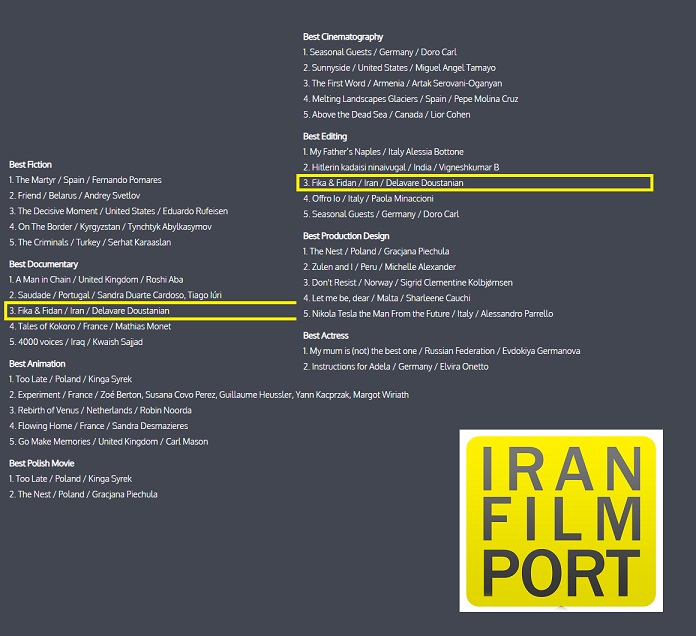 Best Fiction
1. The Martyr / Spain / Fernando Pomares
2. Friend / Belarus / Andrey Svetlov
3. The Decisive Moment / United States / Eduardo Rufeisen
4. On The Border / Kyrgyzstan / Tynchtyk Abylkasymov
5. The Criminals / Turkey / Serhat Karaaslan
Best Documentary
1. A Man in Chain / United Kingdom / Roshi Aba
2. Saudade / Portugal / Sandra Duarte Cardoso, Tiago Iúri
3. Fika & Fidan / Iran / Delavare Doustanian
4. Tales of Kokoro / France / Mathias Monet
5. 4000 voices / Iraq / Kwaish Sajjad
Best Animation
1. Too Late / Poland / Kinga Syrek
2. Experiment / France / Zoé Berton, Susana Covo Perez, Guillaume Heussler, Yann Kacprzak, Margot Wiriath
3. Rebirth of Venus / Netherlands / Robin Noorda
4. Flowing Home / France / Sandra Desmazieres
5. Go Make Memories / United Kingdom / Carl Mason
Best Polish Movie
1. Too Late / Poland / Kinga Syrek
2. The Nest / Poland / Gracjana Piechula
Best Cinematography
1. Seasonal Guests / Germany / Doro Carl
2. Sunnyside / United States / Miguel Angel Tamayo
3. The First Word / Armenia / Artak Serovani-Oganyan
4. Melting Landscapes Glaciers / Spain / Pepe Molina Cruz
5. Above the Dead Sea / Canada / Lior Cohen
Best Editing
1. My Father's Naples / Italy Alessia Bottone
2. Hitlerin kadaisi ninaivugal / India / Vigneshkumar B
3. Fika & Fidan / Iran / Delavare Doustanian
4. Offro Io / Italy / Paola Minaccioni
5. Seasonal Guests / Germany / Doro Carl
Best Production Design
1. The Nest / Poland / Gracjana Piechula
2. Zulen and I / Peru / Michelle Alexander
3. Don't Resist / Norway / Sigrid Clementine Kolbjørnsen
4. Let me be, dear / Malta / Sharleene Cauchi
5. Nikola Tesla the Man From the Future / Italy / Alessandro Parrello
Best Actress
1. My mum is (not) the best one / Russian Federation / Evdokiya Germanova
2. Instructions for Adela / Germany / Elvira Onetto
IRAN
FILM
PORT